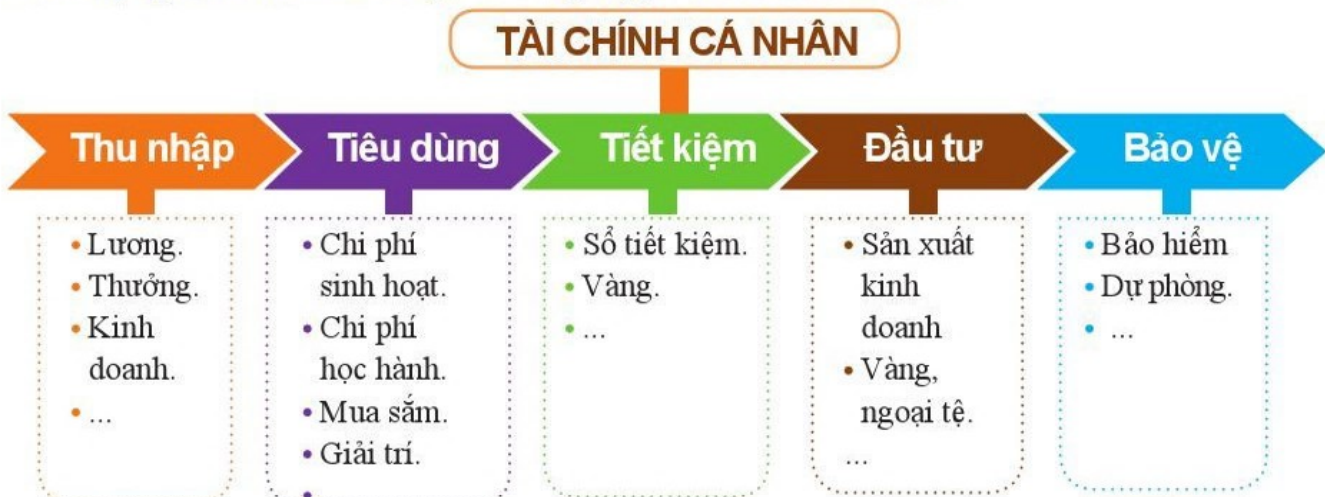 TÀI CHÍNH CÁ NHÂN
Thu nhập
Tiêu dùng
Tiết kiệm
Đầu tư
Bảo vệ
• Lương.
• Thưởng.
• Kinh
doanh.
• ...
• Chi phí
sinh hoạt.
• Chi phí
học hành.
• Mua sắm.
• Giải trí.
• Sổ tiết kiệm.
• Vàng.
• ...
• Sản xuất
kinh
doanh
• Vàng,
ngoại tệ.
...
• Bảo hiểm
• Dự phòng.
• ...